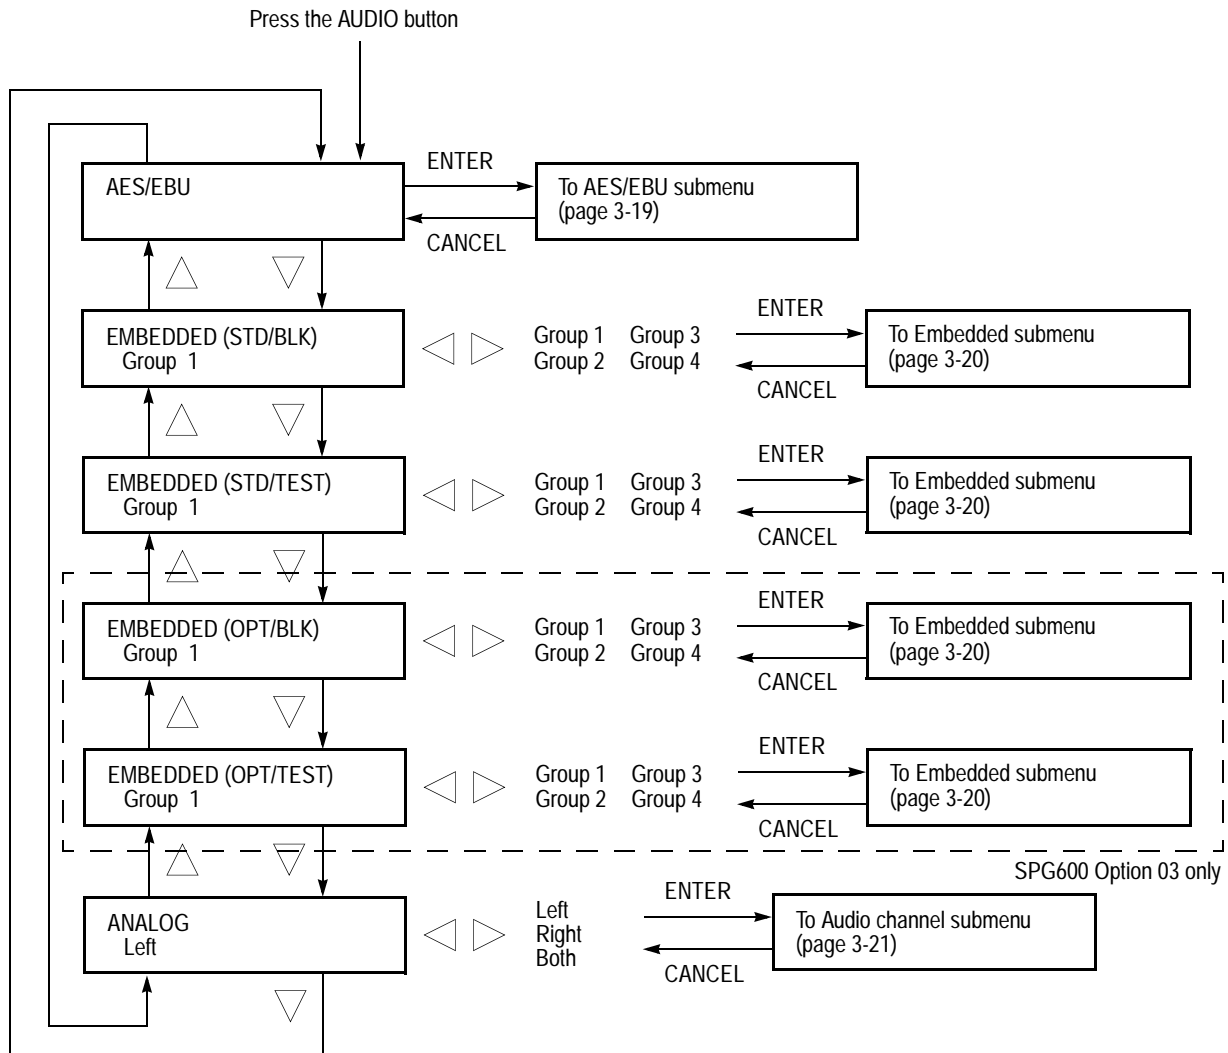 Press the AUDIO button
AES/EBU
ENTER
CANCEL
To AES/EBU submenu
(page 3-19)
EMBEDDED (STD/BLK)
Group 1
Group 1 Group 3
Group 2 Group 4
ENTER
CANCEL
To Embedded submenu
(page 3-20)
EMBEDDED (STD/TEST)
Group 1
Group 1 Group 3
Group 2 Group 4
ENTER
CANCEL
To Embedded submenu
(page 3-20)
EMBEDDED (OPT/BLK)
Group 1
Group 1 Group 3
Group 2 Group 4
ENTER
CANCEL
To Embedded submenu
(page 3-20)
EMBEDDED (OPT/TEST)
Group 1
Group 1 Group 3
Group 2 Group 4
ENTER
CANCEL
To Embedded submenu
(page 3-20)
SPG600 Option 03 only
ANALOG
Left
Left
Right
Both
ENTER
CANCEL
To Audio channel submenu
(page 3-21)